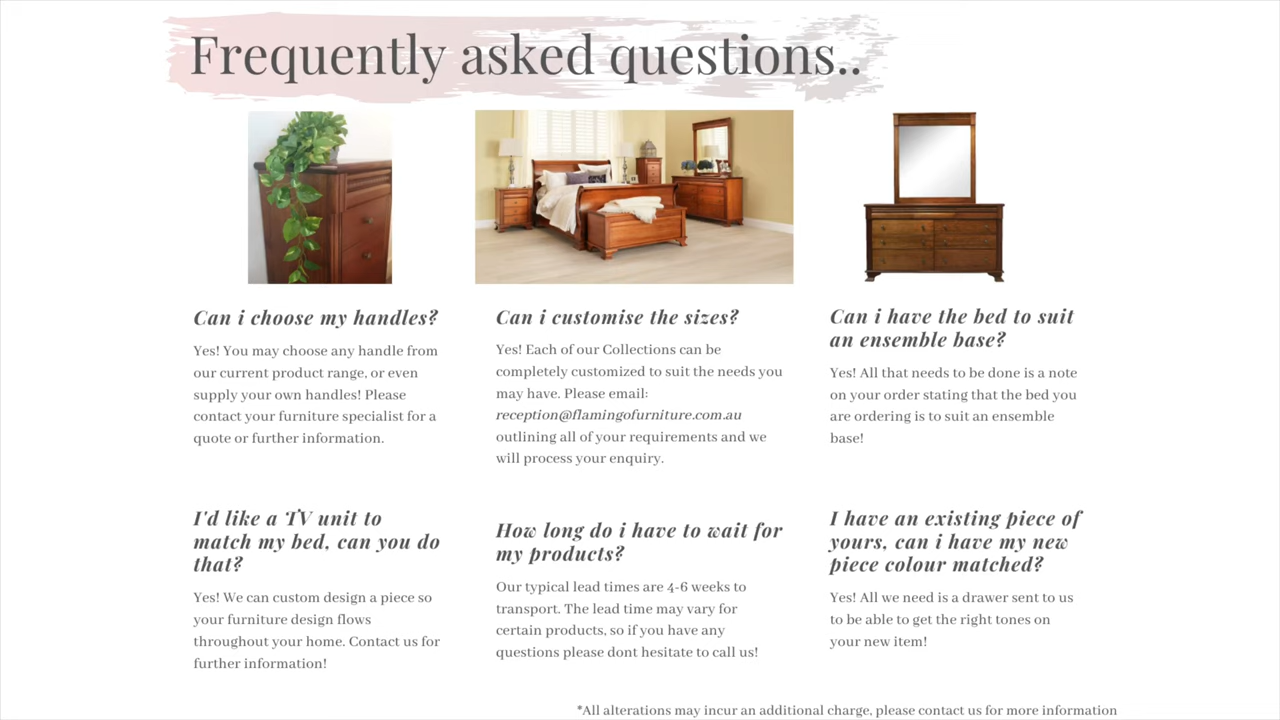 Frequently asked questions..
Can i choose my handles?
Yes! You may choose any handle from
our current product range, or even
supply your own handles! Please
contact your furniture specialist for a
quote or further information.
Can i customise the sizes?
Yes! Each of our Collections can be
completely customized to suit the needs you
may have. Please email:
reception@flamingofurniture.com.au
outlining all of your requirements and we
will process your enquiry.
Can i have the bed to suit
an ensemble base?
Yes! All that needs to be done is a note
on your order stating that the bed you
are ordering is to suit an ensemble
base!
I'd like a TV unit to
match my bed, can you do
that?
Yes! We can custom design a piece so
your furniture design flows
throughout your home. Contact us for
further information!
How long do i have to wait for
my products?
Our typical lead times are 4-6 weeks to
transport. The lead time may vary for
certain products, so if you have any
questions please dont hesitate to call us!
I have an existing piece of
yours, can i have my new
piece colour matched?
Yes! All we need is a drawer sent to us
to be able to get the right tones on
your new item!
*All alterations may incur an additional charge, please contact us for more information